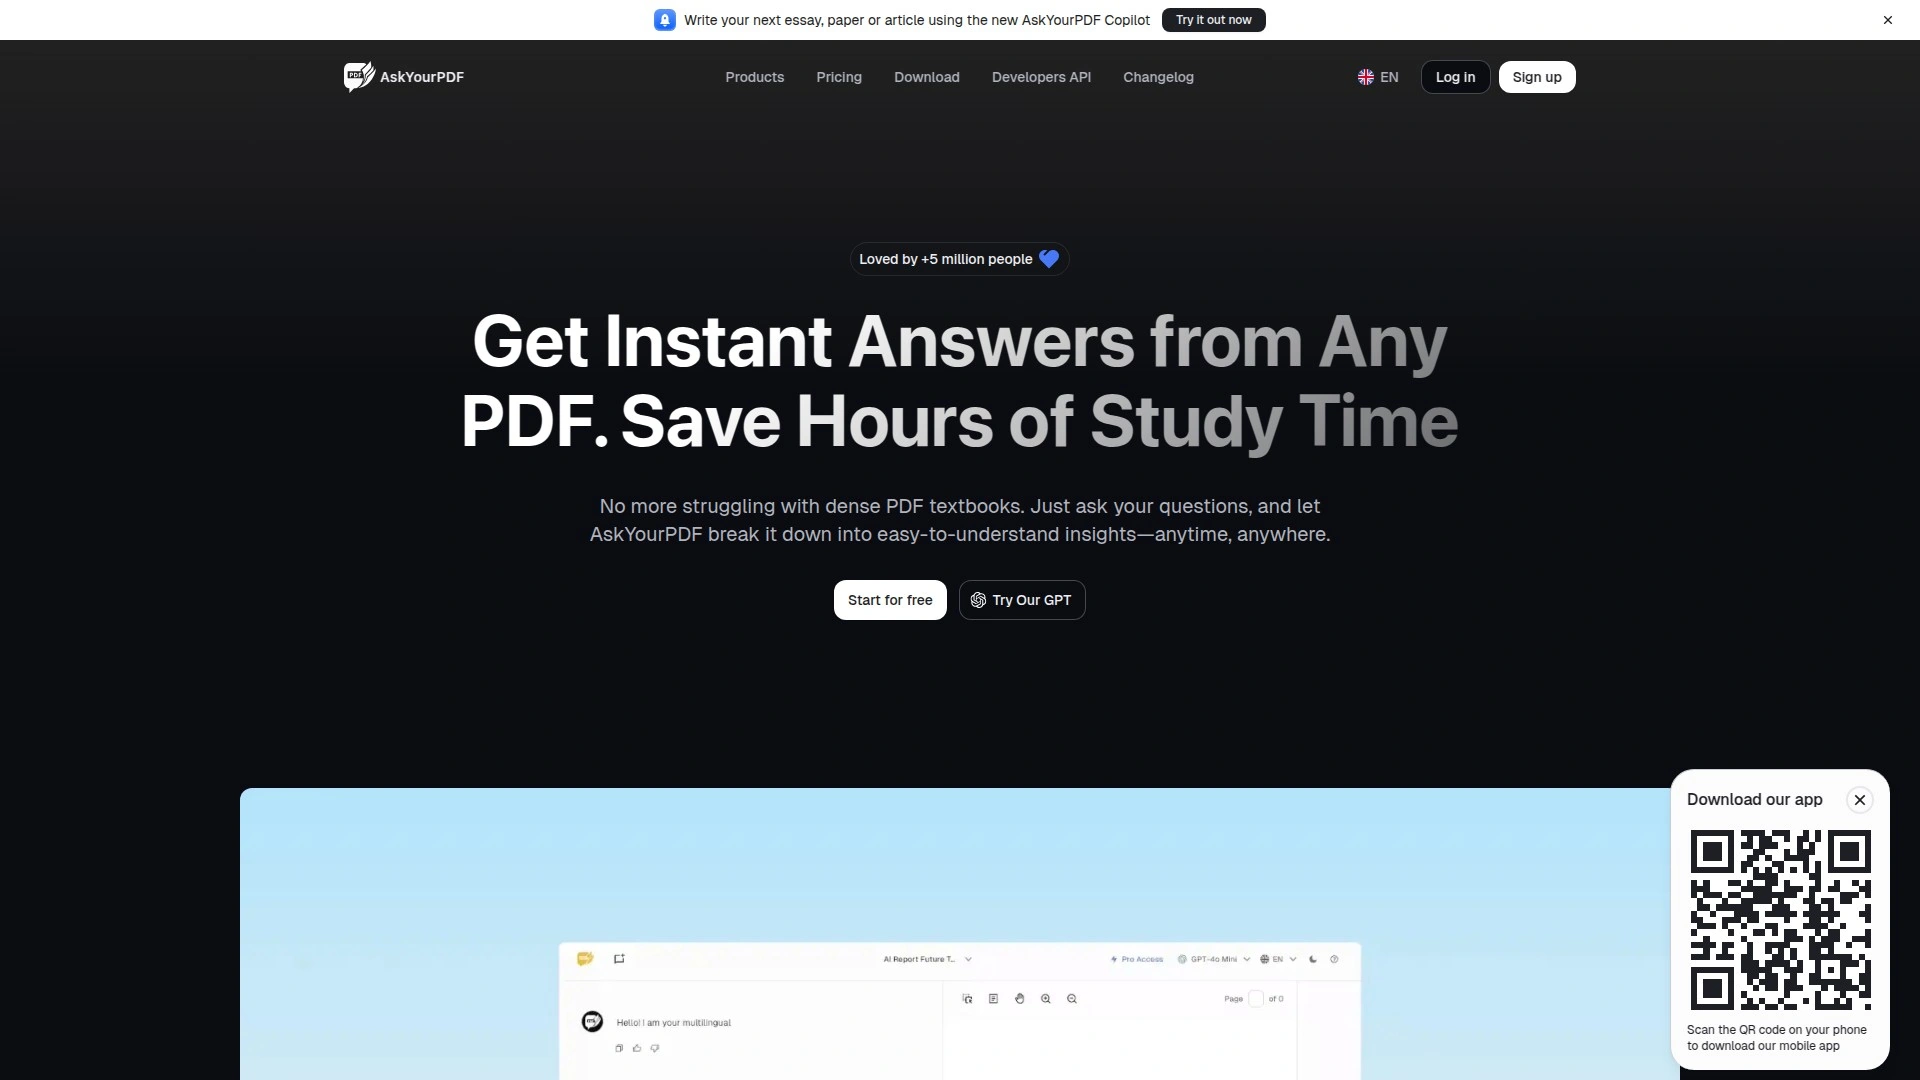 Write your next essay, paper or article using the new AskYourPDF Copilot
Try it out now
PDF
AskYourPDF
Products
Pricing
Download
Developers API
Changelog
EN
Log in
Sign up
Loved by +5 million people
Get Instant Answers from Any
PDF. Save Hours of Study Time
No more struggling with dense PDF textbooks. Just ask your questions, and let
AskYourPDF break it down into easy-to-understand insights—anytime, anywhere.
Start for free
Try Our GPT
AI Report Future T...
Pro Access
GPT-4o Mini
EN
Page
of 0
Hello! I am your multilingual
Download our app
Scan the QR code on your phone
to download our mobile app